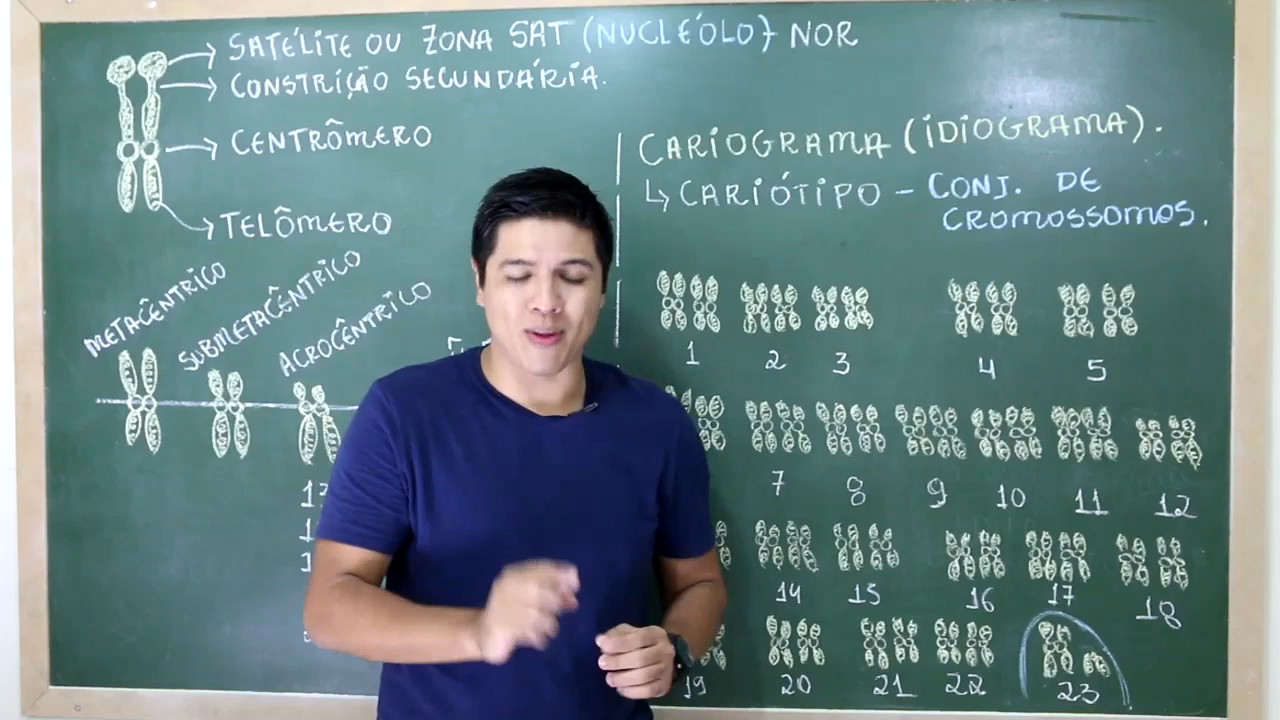 SATÉLITE OU ZONA SAT (NUCLÉOLO) NOR
CONSTRIÇÃO SECUNDÁRIA.
CENTRÔMERO
TELÔMERO
METACÊNTRICO
SUBMETACÊNTRICO
ACROCÊNTRICO
CARIOGRAMA (IDIOGRAMA).
↳ CARIÓTIPO - CONJ. DE
CROMOSSOMOS.
1 2 3 4 5
7 8 9 10 11 12
14 15 16 17 18
19 20 21 22 23